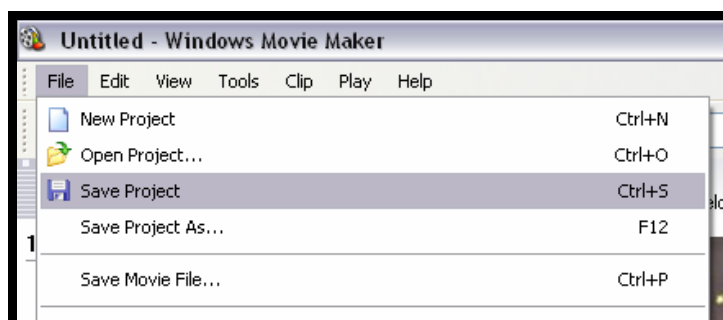 Untitled - Windows Movie Maker
File Edit View Tools Clip Play Help
New Project Ctrl+N
Open Project... Ctrl+O
Save Project Ctrl+S
Save Project As... F12
Save Movie File... Ctrl+P